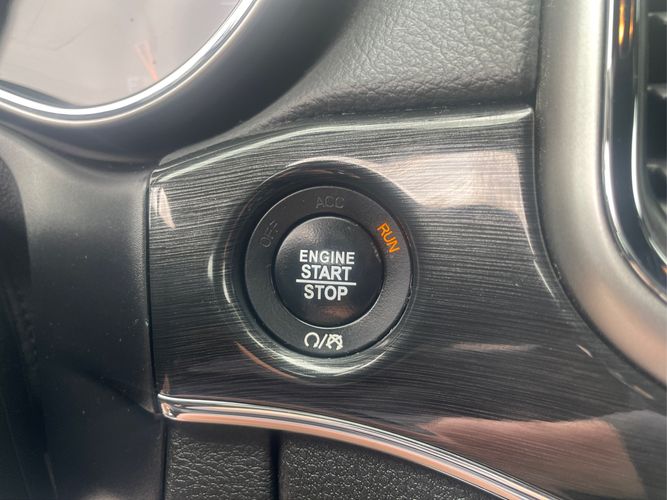 OFF
ACC
RUN
ENGINE
START
STOP